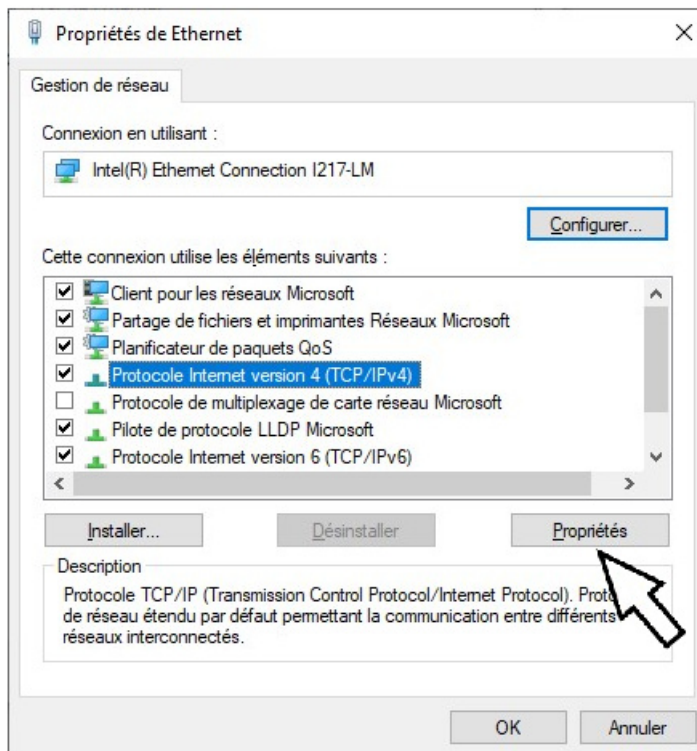 Propriétés de Ethernet
Gestion de réseau
Connexion en utilisant :
Intel(R) Ethernet Connection I217-LM
Configurer...
Cette connexion utilise les éléments suivants :
Client pour les réseaux Microsoft
Partage de fichiers et imprimantes Réseaux Microsoft
Planificateur de paquets QoS
Protocole Internet version 4 (TCP/IPv4)
Protocole de multiplexage de carte réseau Microsoft
Pilote de protocole LLDP Microsoft
Protocole Internet version 6 (TCP/IPv6)
Installer...
Désinstaller
Propriétés
Description
Protocole TCP/IP (Transmission Control Protocol/Internet Protocol).
de réseau étendu par défaut permettant la communication entre différents
réseaux interconnectés.
OK
Annuler